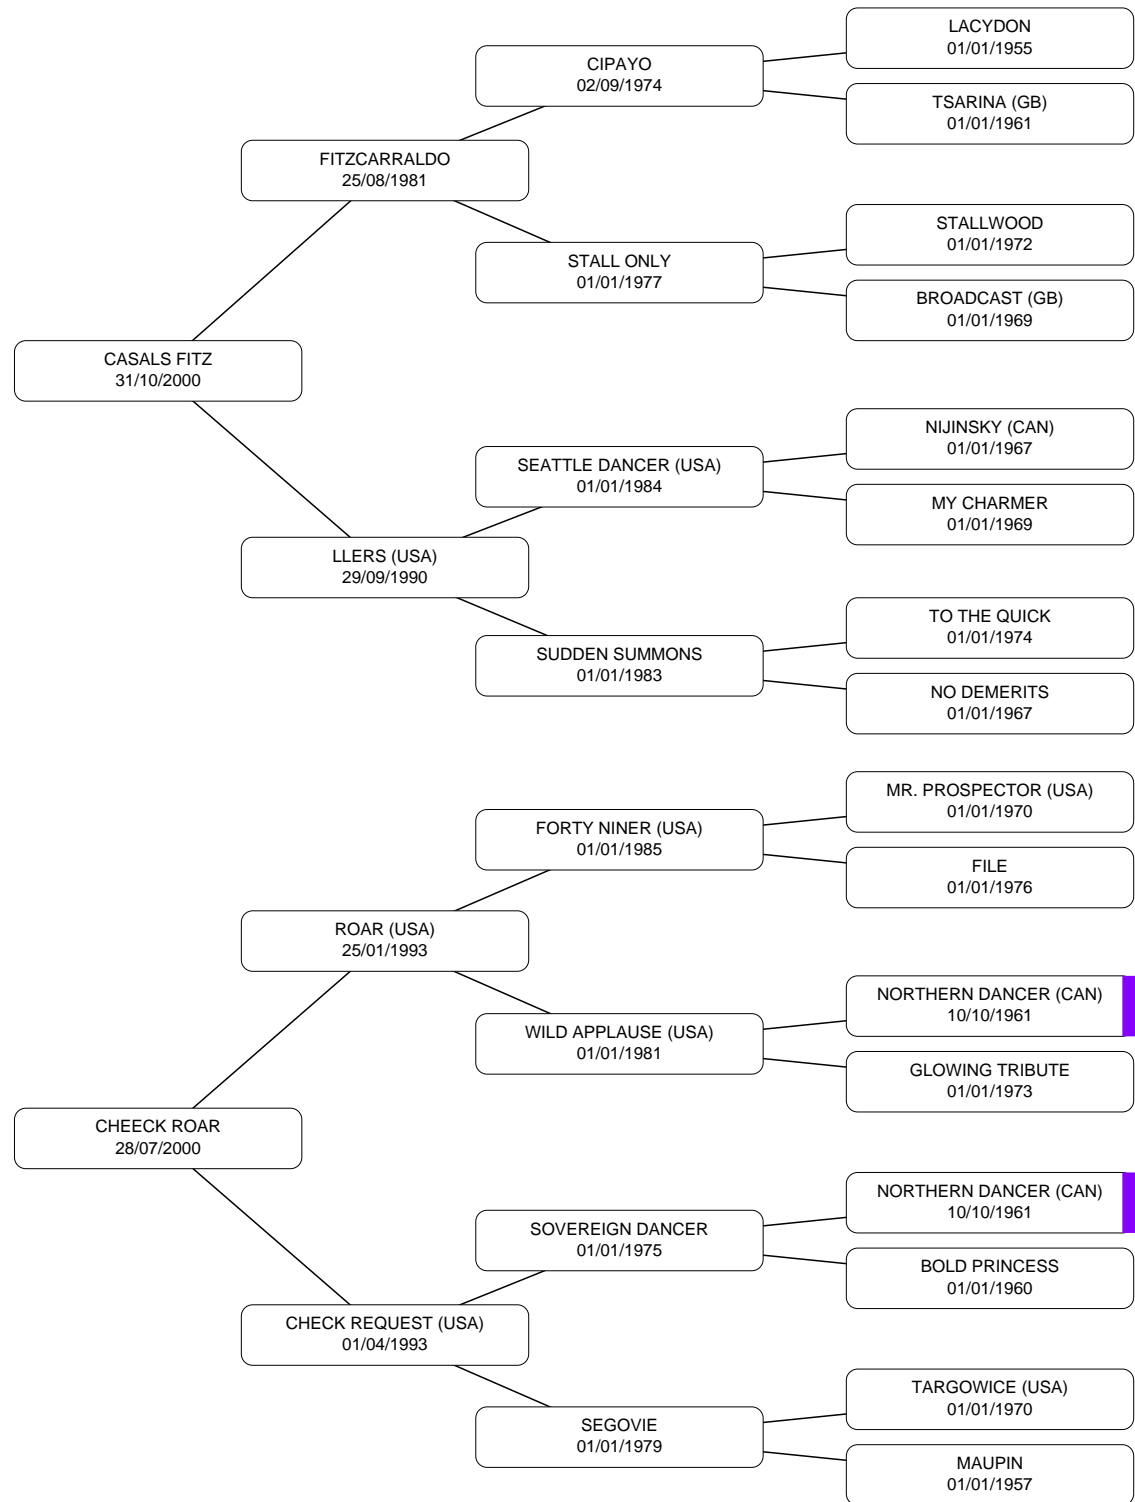 LACYDON
01/01/1955
CIPAYO
02/09/1974
TSARINA (GB)
01/01/1961
FITZCARRALDO
25/08/1981
STALLWOOD
01/01/1972
STALL ONLY
01/01/1977
BROADCAST (GB)
01/01/1969
CASALS FITZ
31/10/2000
NIJINSKY (CAN)
01/01/1967
SEATTLE DANCER (USA)
01/01/1984
MY CHARMER
01/01/1969
LLERS (USA)
29/09/1990
TO THE QUICK
01/01/1974
SUDDEN SUMMONS
01/01/1983
NO DEMERITS
01/01/1967
MR. PROSPECTOR (USA)
01/01/1970
FORTY NINER (USA)
01/01/1985
FILE
01/01/1976
ROAR (USA)
25/01/1993
NORTHERN DANCER (CAN)
10/10/1961
WILD APPLAUSE (USA)
01/01/1981
GLOWING TRIBUTE
01/01/1973
CHEECK ROAR
28/07/2000
NORTHERN DANCER (CAN)
10/10/1961
SOVEREIGN DANCER
01/01/1975
BOLD PRINCESS
01/01/1960
CHECK REQUEST (USA)
01/04/1993
TARGOWICE (USA)
01/01/1970
SEGOVIE
01/01/1979
MAUPIN
01/01/1957